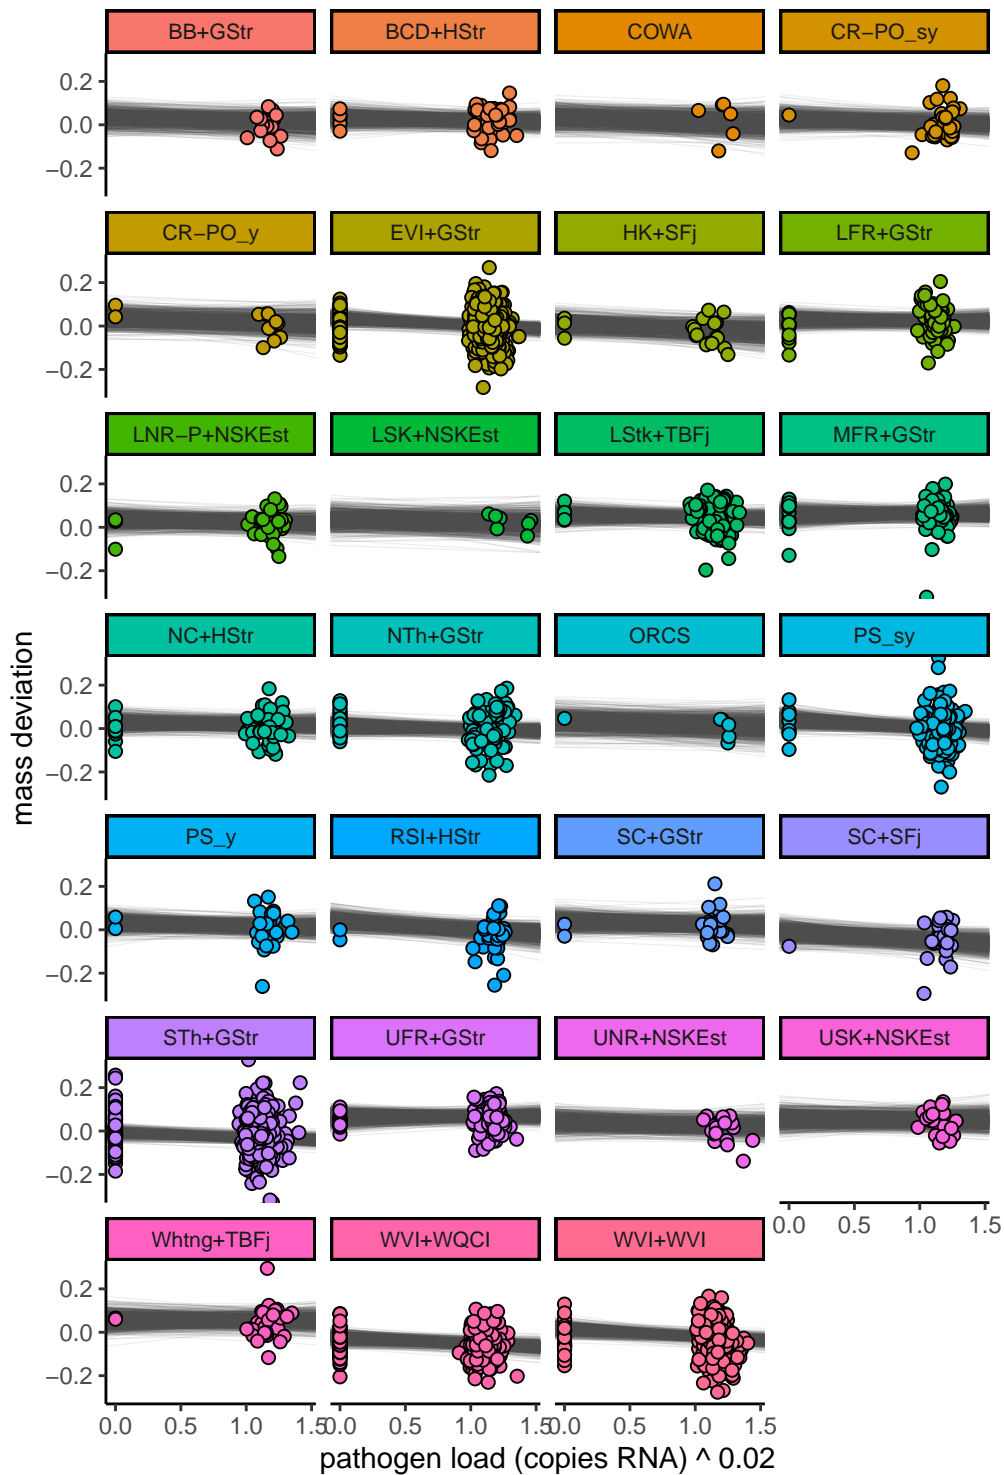 BB+GStr BCD+HStr COWA CR−PO_sy
0.2
0.0
−0.2
CR−PO_y EVI+GStr HK+SFj LFR+GStr
0.2
0.0
−0.2
LNR−P+NSKEst LSK+NSKEst LStk+TBFj MFR+GStr
0.2
0.0
−0.2
NC+HStr NTh+GStr ORCS PS_sy
0.2
0.0
−0.2
mass deviation
PS_y RSI+HStr SC+GStr SC+SFj
0.2
0.0
−0.2
STh+GStr UFR+GStr UNR+NSKEst USK+NSKEst
0.2
0.0
−0.2
0.0 0.5 1.0 1.5
Whtng+TBFj WVI+WQCI WVI+WVI
0.2
0.0
−0.2
0.0 0.5 1.0 1.5 0.0 0.5 1.0 1.5 0.0 0.5 1.0 1.5
pathogen load (copies RNA) ^ 0.02